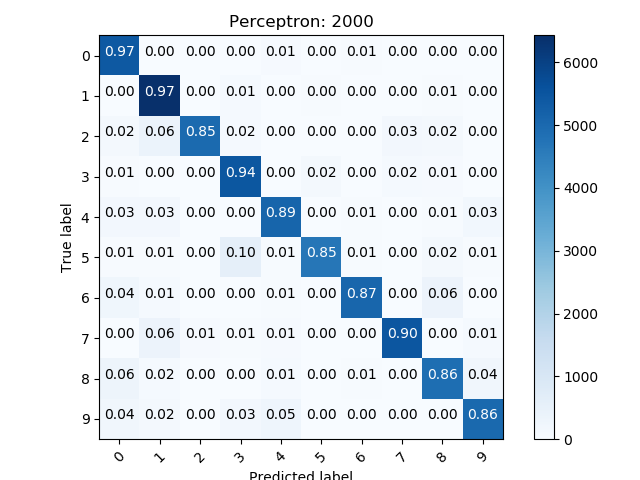 Perceptron: 2000
0 0.97 0.00 0.00 0.00 0.01 0.00 0.01 0.00 0.00 0.00
1 0.00 0.97 0.00 0.01 0.00 0.00 0.00 0.00 0.01 0.00
2 0.02 0.06 0.85 0.02 0.00 0.00 0.00 0.03 0.02 0.00
3 0.01 0.00 0.00 0.94 0.00 0.02 0.00 0.02 0.01 0.00
4 0.03 0.03 0.00 0.00 0.89 0.00 0.01 0.00 0.01 0.03
5 0.01 0.01 0.00 0.10 0.01 0.85 0.01 0.00 0.02 0.01
6 0.04 0.01 0.00 0.00 0.01 0.00 0.87 0.00 0.06 0.00
7 0.00 0.06 0.01 0.01 0.01 0.00 0.00 0.90 0.00 0.01
8 0.06 0.02 0.00 0.00 0.01 0.00 0.01 0.00 0.86 0.04
9 0.04 0.02 0.00 0.03 0.05 0.00 0.00 0.00 0.00 0.86
0 1 2 3 4 5 6 7 8 9
True label
Predicted label
6000
5000
4000
3000
2000
1000
0